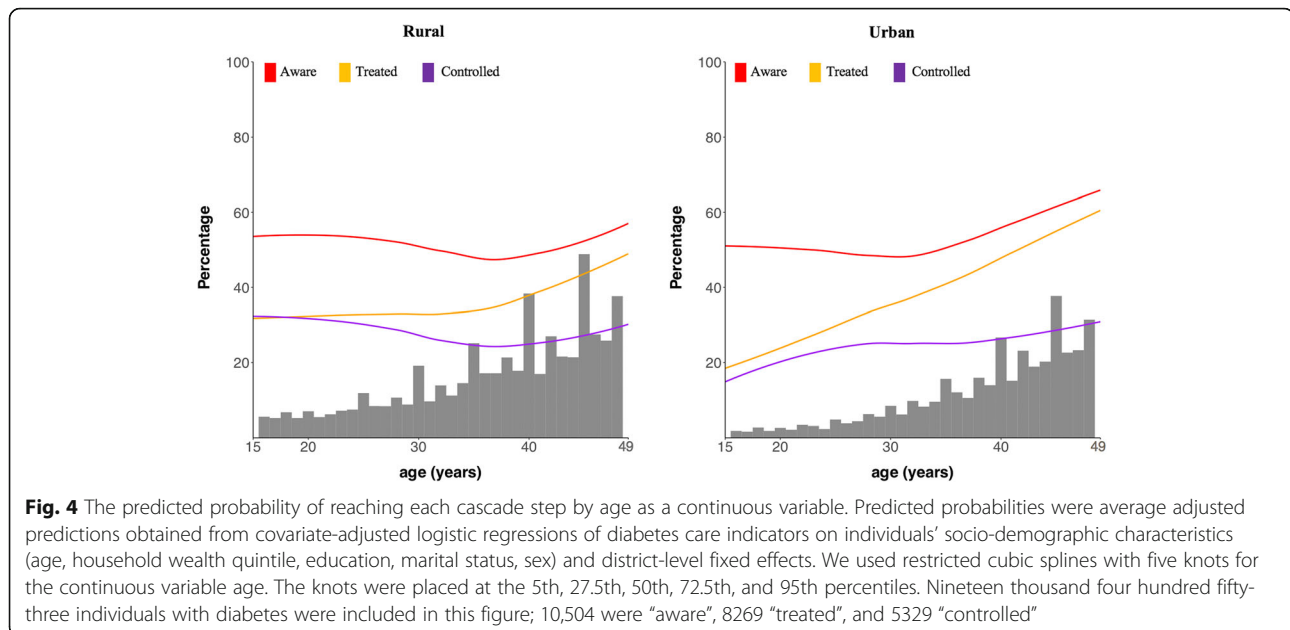 Rural
Urban
100
80
60
40
20
Percentage
Aware Treated Controlled
15 20 30 40 49
age (years)
100
80
60
40
20
Percentage
Aware Treated Controlled
15 20 30 40 49
age (years)
Fig. 4 The predicted probability of reaching each cascade step by age as a continuous variable. Predicted probabilities were average adjusted
predictions obtained from covariate-adjusted logistic regressions of diabetes care indicators on individuals’ socio-demographic characteristics
(age, household wealth quintile, education, marital status, sex) and district-level fixed effects. We used restricted cubic splines with five knots for
the continuous variable age. The knots were placed at the 5th, 27.5th, 50th, 72.5th, and 95th percentiles. Nineteen thousand four hundred fifty-
three individuals with diabetes were included in this figure; 10,504 were “aware”, 8269 “treated”, and 5329 “controlled”